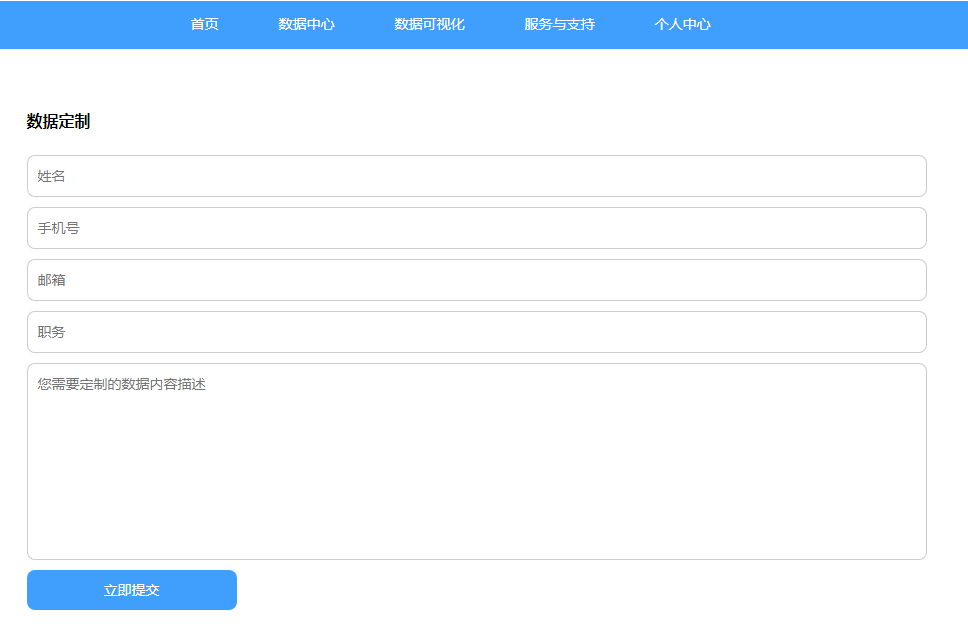 首页 数据中心 数据可视化 服务与支持 个人中心
数据定制
姓名
手机号
邮箱
职务
您需要定制的数据内容描述
立即提交